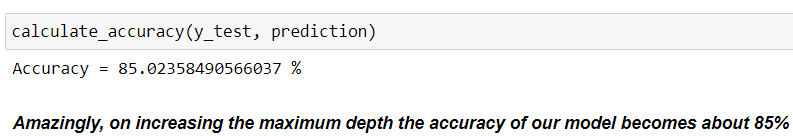 calculate_accuracy(y_test, prediction)
Accuracy = 85.02358490566037 %
Amazingly, on increasing the maximum depth the accuracy of our model becomes about 85%